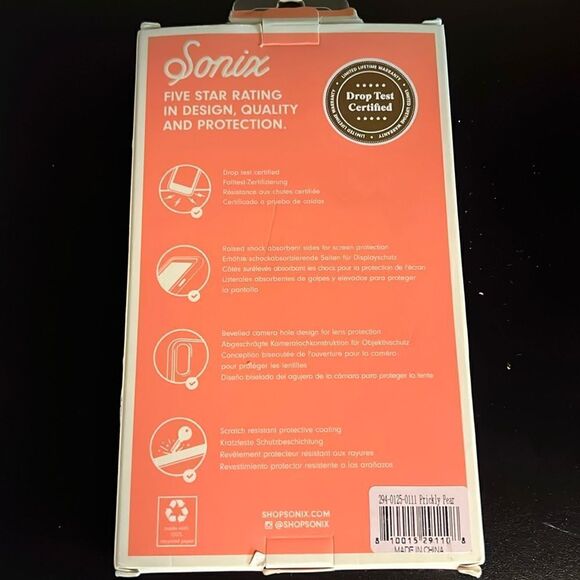 Sonix
FIVE STAR RATING
IN DESIGN, QUALITY
AND PROTECTION.
LIMITED LIFETIME WARRANTY
Drop Test
Certified
LIMITED LIFETIME WARRANTY
Drop test certified
Falltest-Zertifizierung
Résistance aux chutes certifiée
Certificado a prueba de caídas
Raised shock absorbent sides for screen protection
Erhöhte schockabsorbierende Seiten für Displayschutz
Côtés surélevés absorbant les chocs pour la protection de l'écran
Laterales absorbentes de golpes y elevados para proteger
la pantalla
Bevelled camera hole design for lens protection
Abgeschrägte Kameralochkonstruktion für Objektivschutz
Conception biseautée de l'ouverture pour la caméra
pour protéger les lentilles
Diseño biselado del agujero de la cámara para proteger la lente
Scratch resistant protective coating
Kratzfeste Schutzbeschichtung
Revêlement protecteur résistant aux rayures
Revestimiento protector resistente a los arañazos
made with
100%
recycled paper
SHOPSONIX.COM
@SHOPSONIX
294-0125-0111 Prickly Pear
8 10015 29110 8
MADE IN CHINA